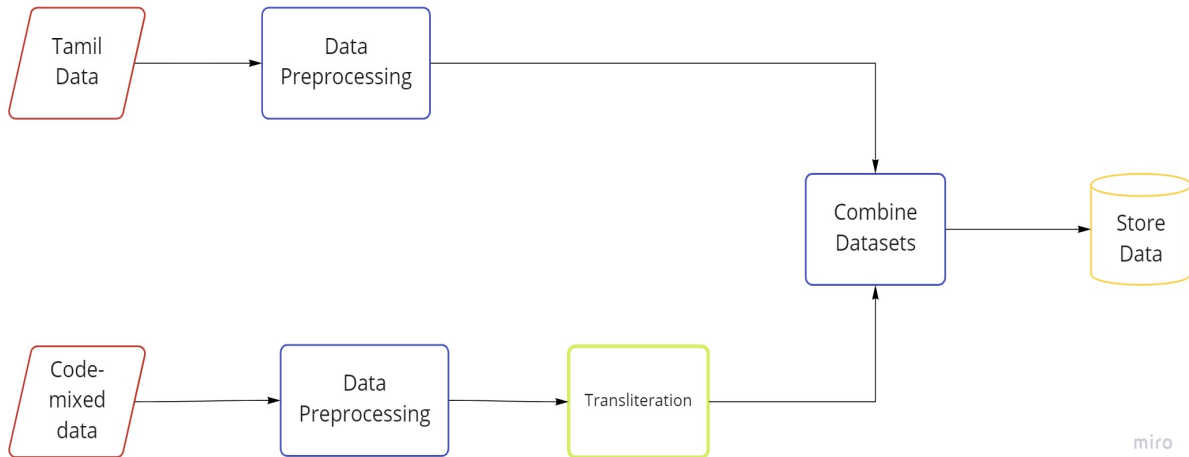 Tamil
Data
Data
Preprocessing
Combine
Datasets
Store
Data
Code-
mixed
data
Data
Preprocessing
Transliteration
miro